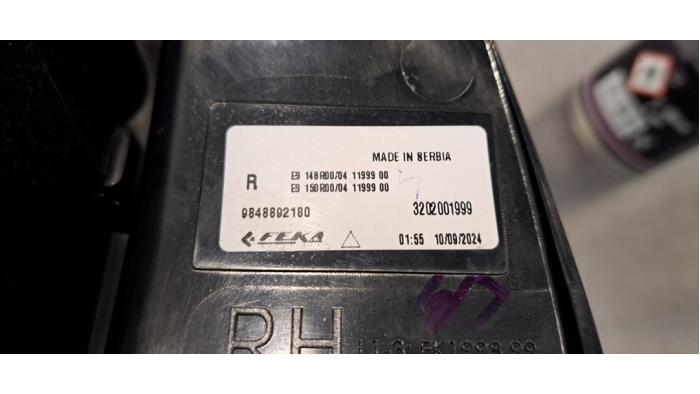 MADE IN SERBIA
R
E9 148R00/04 11999 00
E9 150R00/04 11999 00
9848892180 3202001999
FEKA 01:55 10/09/2024
RH